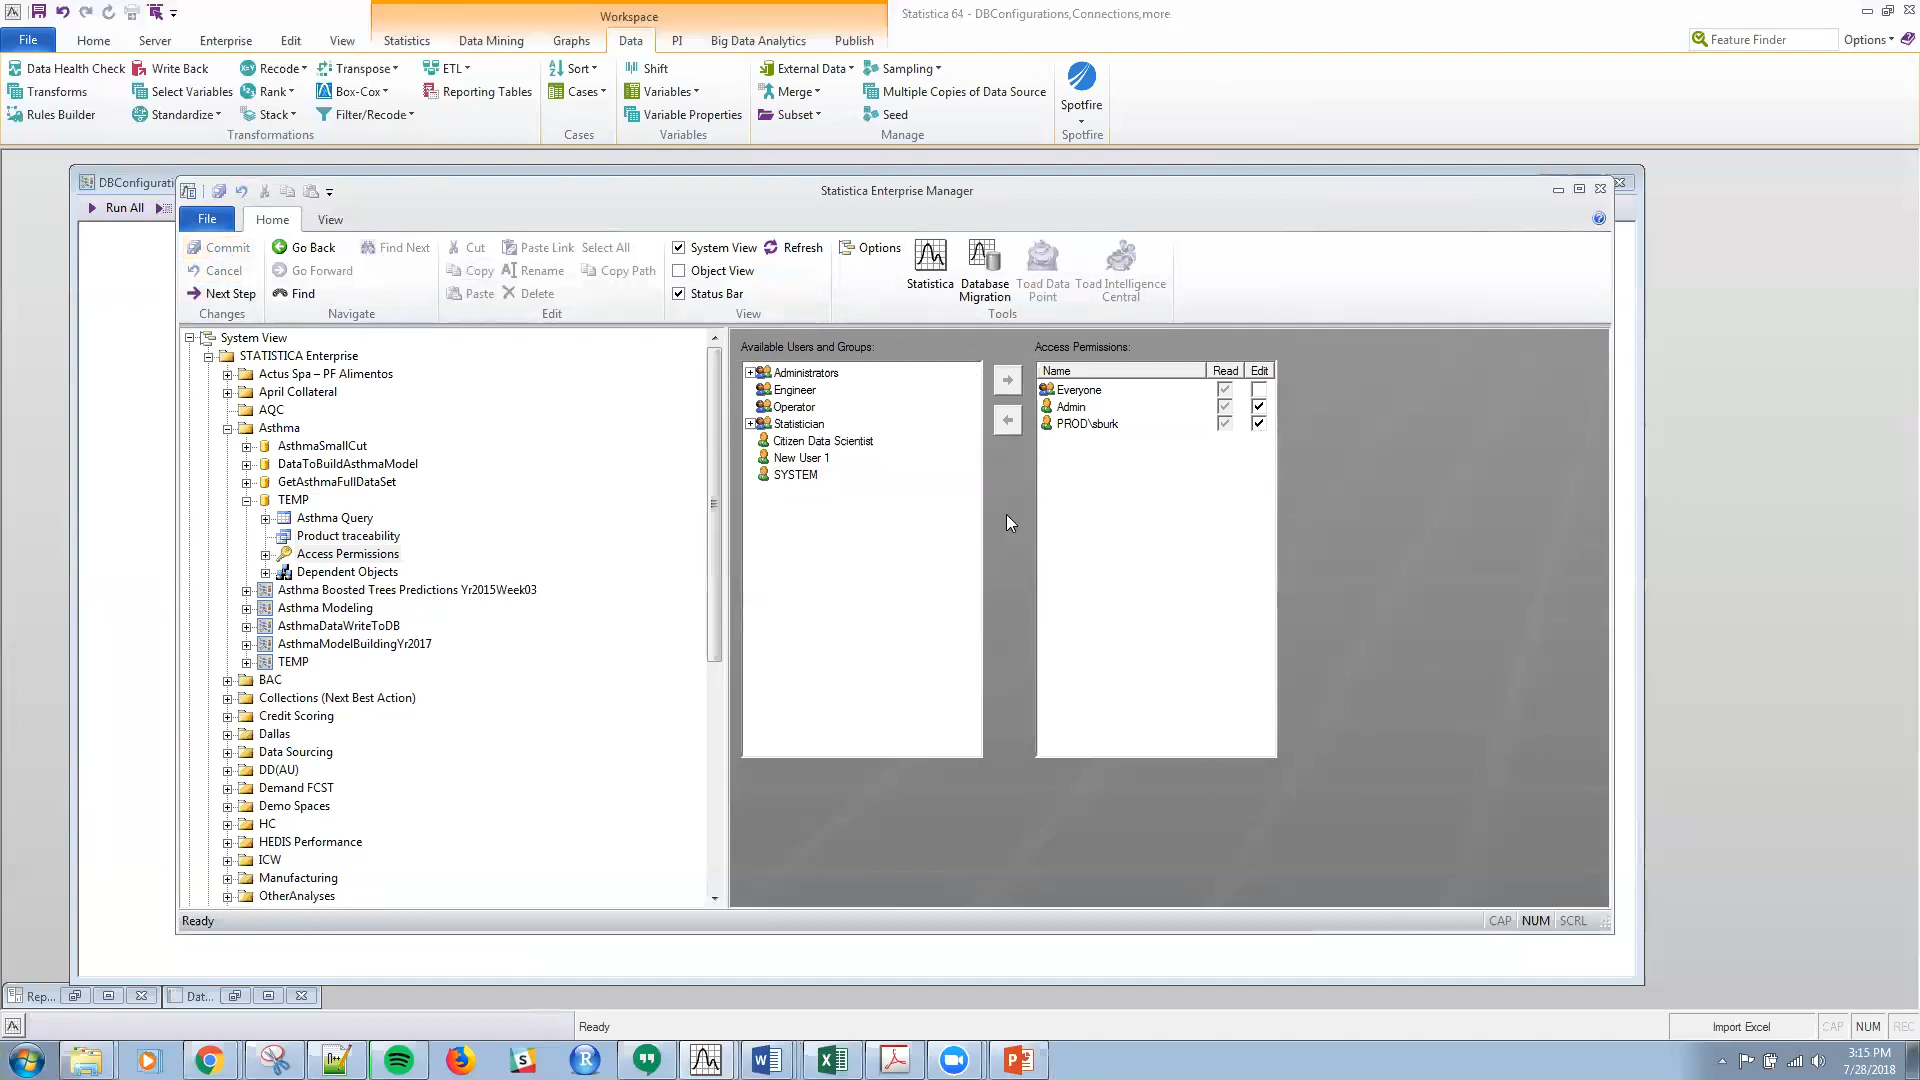 Workspace
Statistica 64 - DBConfigurations,Connections,more
File Home Server Enterprise Edit View Statistics Data Mining Graphs Data PI Big Data Analytics Publish
Feature Finder Options
Data Health Check Write Back Recode Transpose ETL Sort Shift External Data Sampling
Transforms Select Variables Rank Box-Cox Reporting Tables Cases Variables Merge Multiple Copies of Data Source
Rules Builder Standardize Stack Filter/Recode Variable Properties Subset Seed
Spotfire
Transformations Cases Variables Manage Spotfire
DBConfigurati
Run All
Statistica Enterprise Manager
File Home View
Commit Go Back Find Next Cut Paste Link Select All System View Refresh Options
Cancel Go Forward Copy Rename Copy Path Object View
Next Step Find Paste Delete Status Bar
Statistica Database Migration Toad Data Point Toad Intelligence Central
Changes Navigate Edit View Tools
System View
STATISTICA Enterprise
Actus Spa – PF Alimentos
April Collateral
AQC
Asthma
AsthmaSmallCut
DataToBuildAsthmaModel
GetAsthmaFullDataSet
TEMP
Asthma Query
Product traceability
Access Permissions
Dependent Objects
Asthma Boosted Trees Predictions Yr2015Week03
Asthma Modeling
AsthmaDataWriteToDB
AsthmaModelBuildingYr2017
TEMP
BAC
Collections (Next Best Action)
Credit Scoring
Dallas
Data Sourcing
DD(AU)
Demand FCST
Demo Spaces
HC
HEDIS Performance
ICW
Manufacturing
OtherAnalyses
Available Users and Groups:
Administrators
Engineer
Operator
Statistician
Citizen Data Scientist
New User 1
SYSTEM
Access Permissions:
Name Read Edit
Everyone
Admin
PROD\sburk
Ready
CAP NUM SCRL
Rep...
Dat...
Ready
Import Excel CAP NUM REC
3:15 PM
7/28/2018